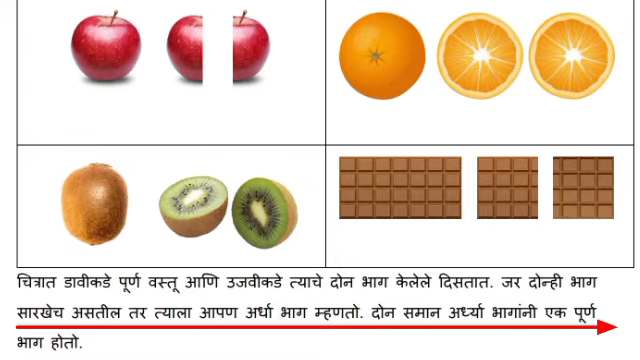 चित्रात डावीकडे पूर्ण वस्तू आणि उजवीकडे त्याचे दोन भाग केलेले दिसतात. जर दोन्ही भाग
सारखेच असतील तर त्याला आपण अर्धा भाग म्हणतो. दोन समान अर्ध्या भागांनी एक पूर्ण
भाग होतो.